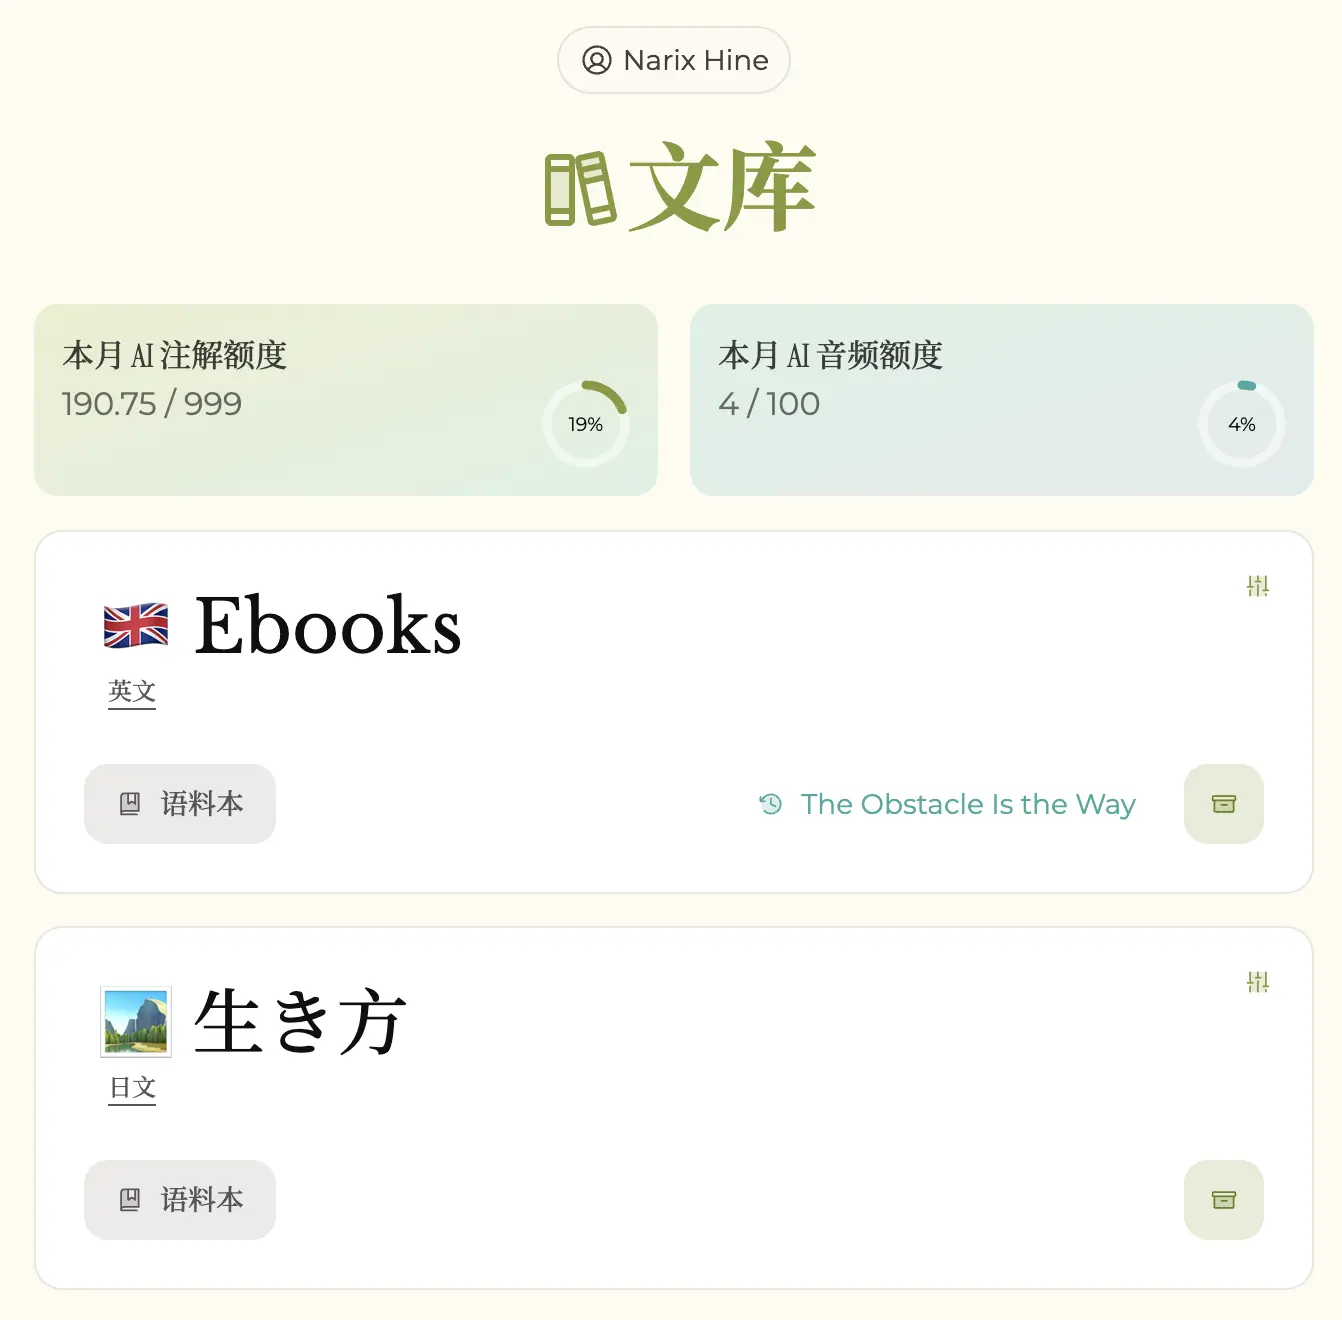 Narix Hine
文库
本月 AI 注解额度
190.75 / 999
19%
本月 AI 音频额度
4 / 100
4%
Ebooks
英文
语料本
The Obstacle Is the Way
生き方
日文
语料本